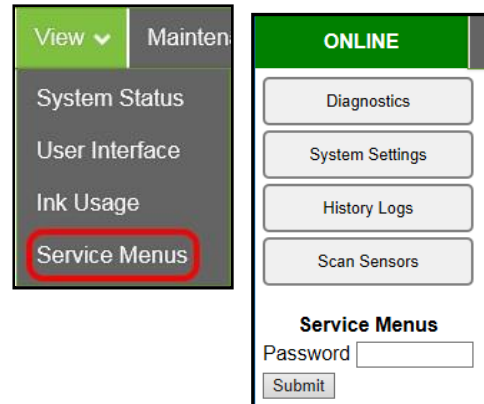 View
Mainten
System Status
User Interface
Ink Usage
Service Menus
ONLINE
Diagnostics
System Settings
History Logs
Scan Sensors
Service Menus
Password
Submit